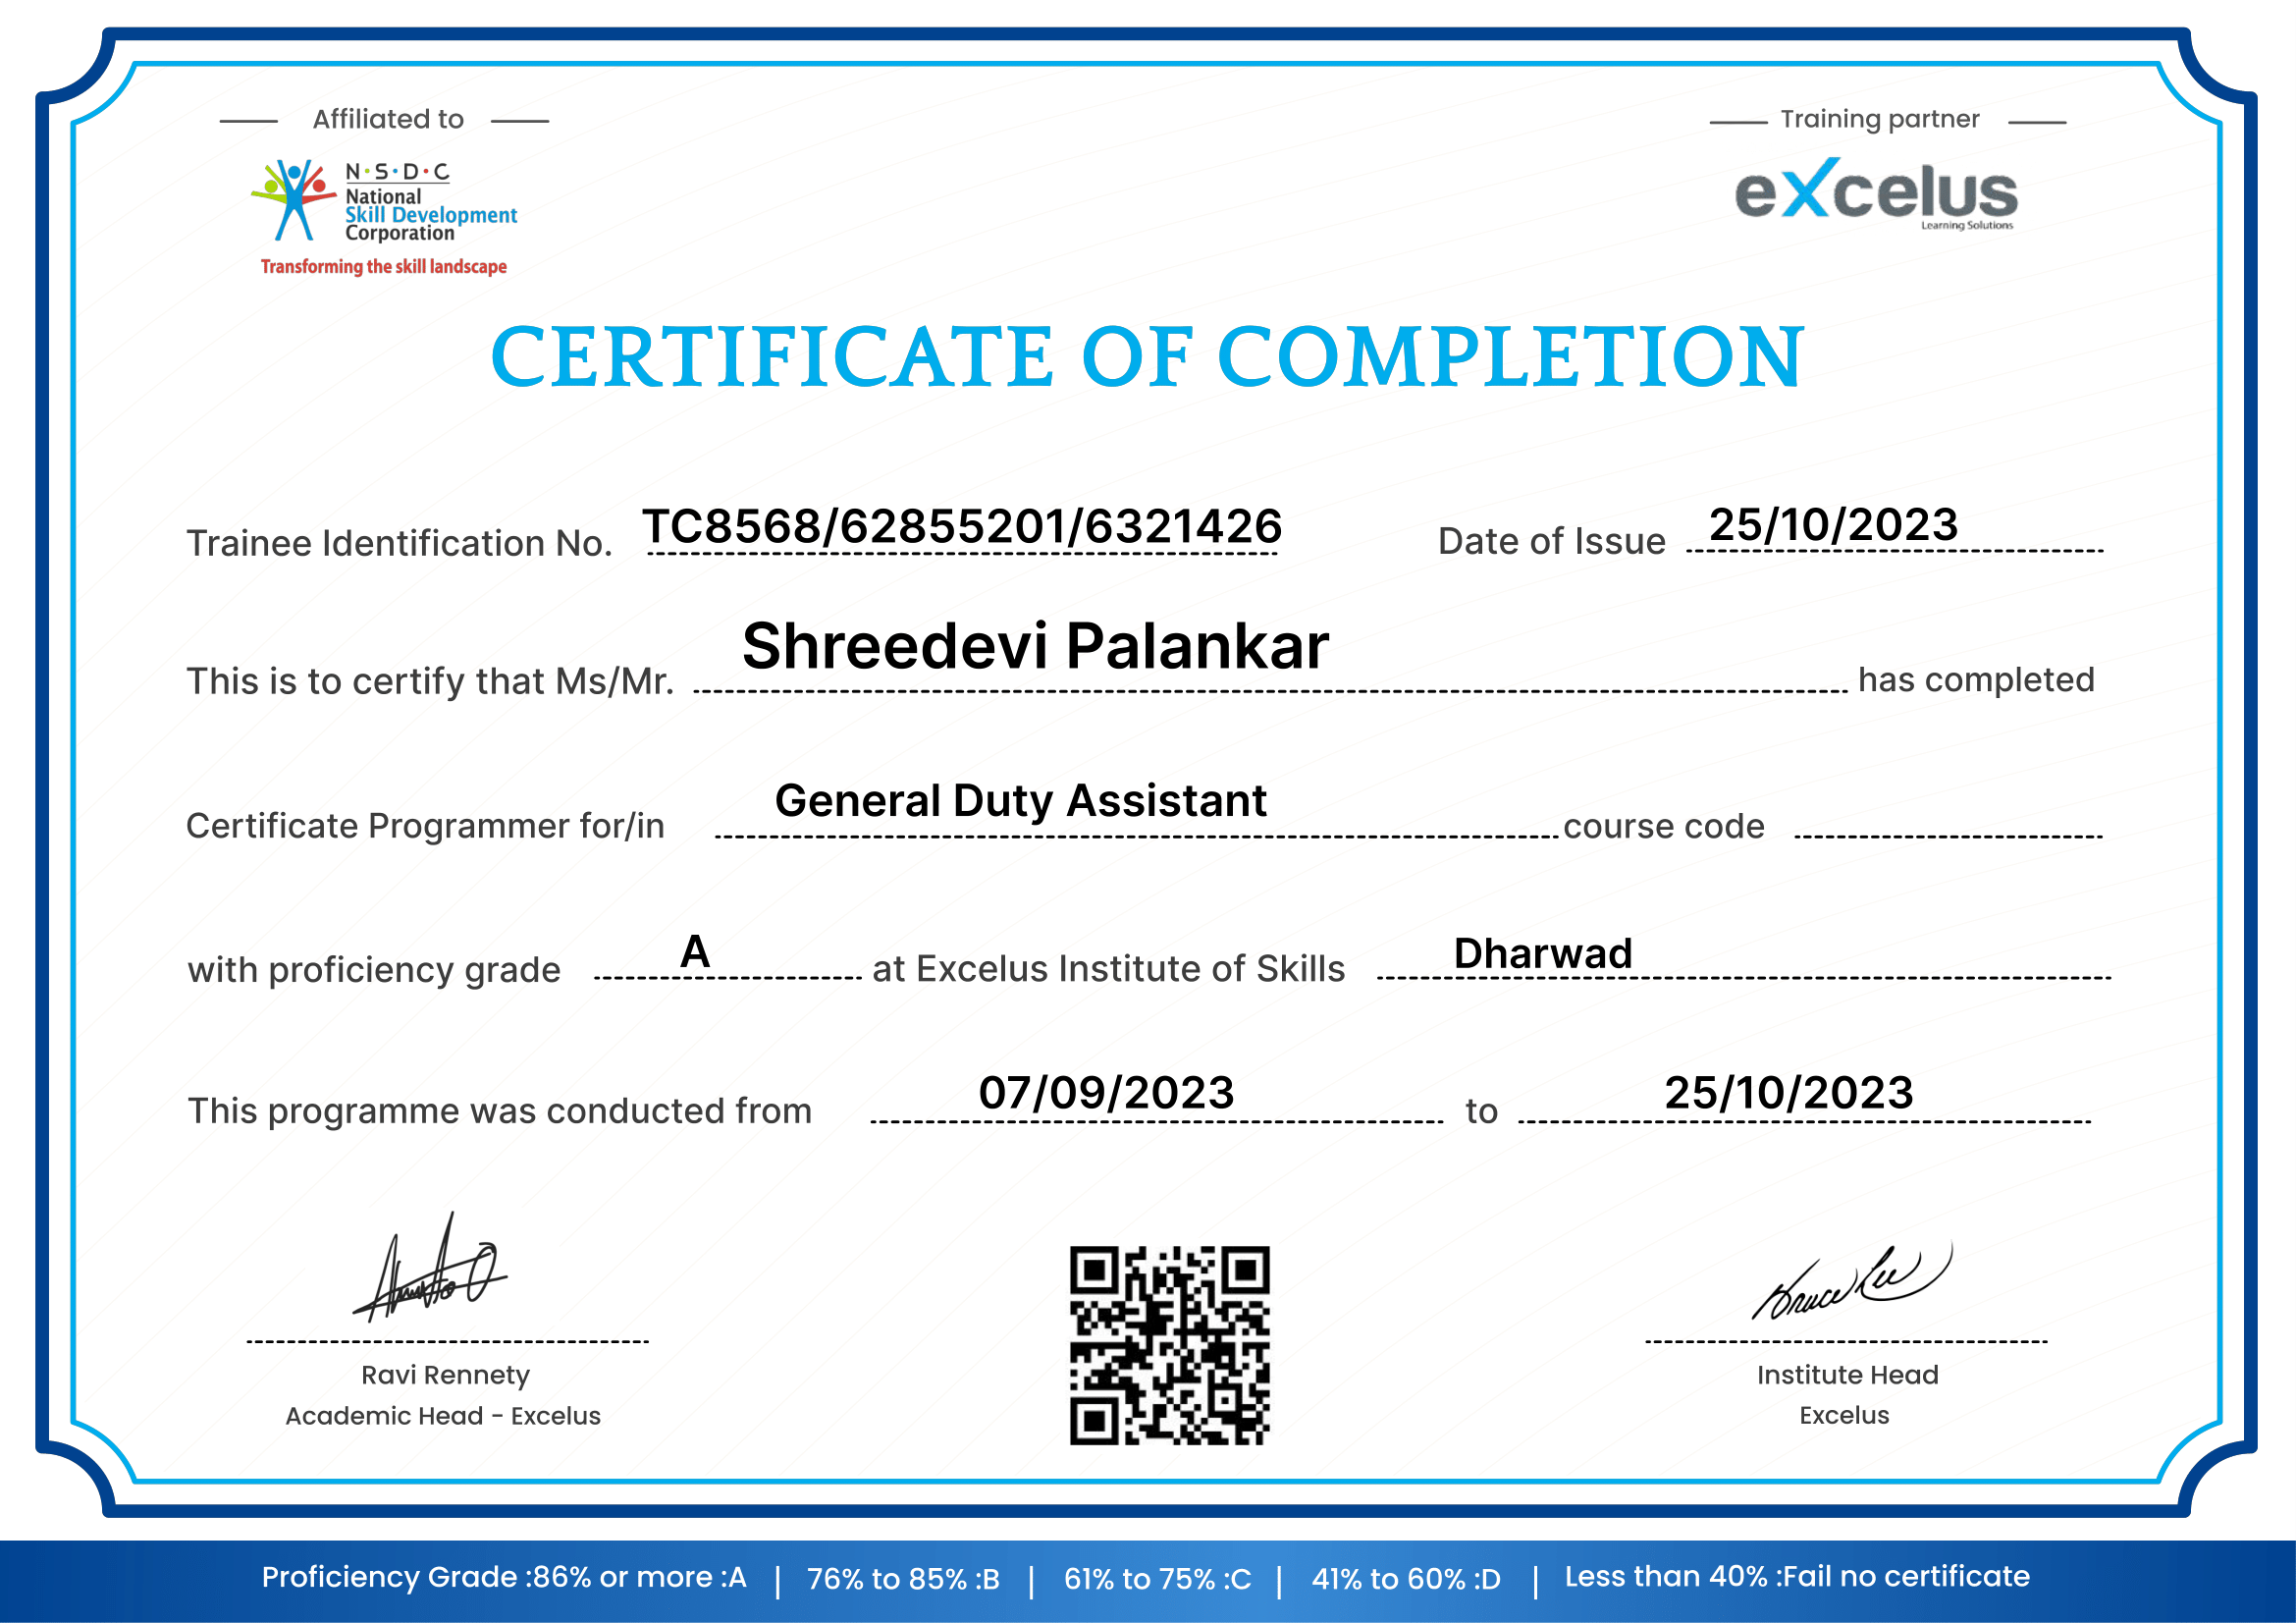 Affiliated to
Training partner
N·S·D·C
National
Skill Development
Corporation
Transforming the skill landscape
eXcelus
Learning Solutions
CERTIFICATE OF COMPLETION
Trainee Identification No. TC8568/62855201/6321426 Date of Issue 25/10/2023
This is to certify that Ms/Mr. Shreedevi Palankar has completed
Certificate Programmer for/in General Duty Assistant course code
with proficiency grade A at Excelus Institute of Skills Dharwad
This programme was conducted from 07/09/2023 to 25/10/2023
Ravi Rennety
Academic Head - Excelus
Bruce Lee
Institute Head
Excelus
Proficiency Grade :86% or more :A | 76% to 85% :B | 61% to 75% :C | 41% to 60% :D | Less than 40% :Fail no certificate